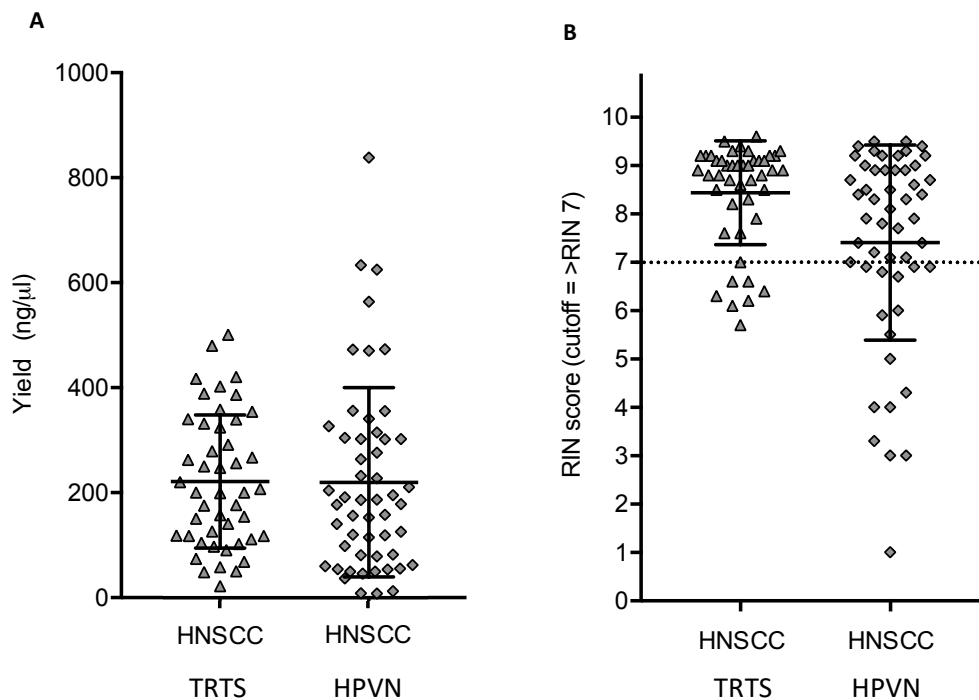 A
Yield (ng/µl)
1000
800
600
400
200
0
HNSCC HNSCC
TRTS HPVN
B
RIN score (cutoff = >RIN 7)
10
9
8
7
6
5
4
3
2
1
0
HNSCC HNSCC
TRTS HPVN